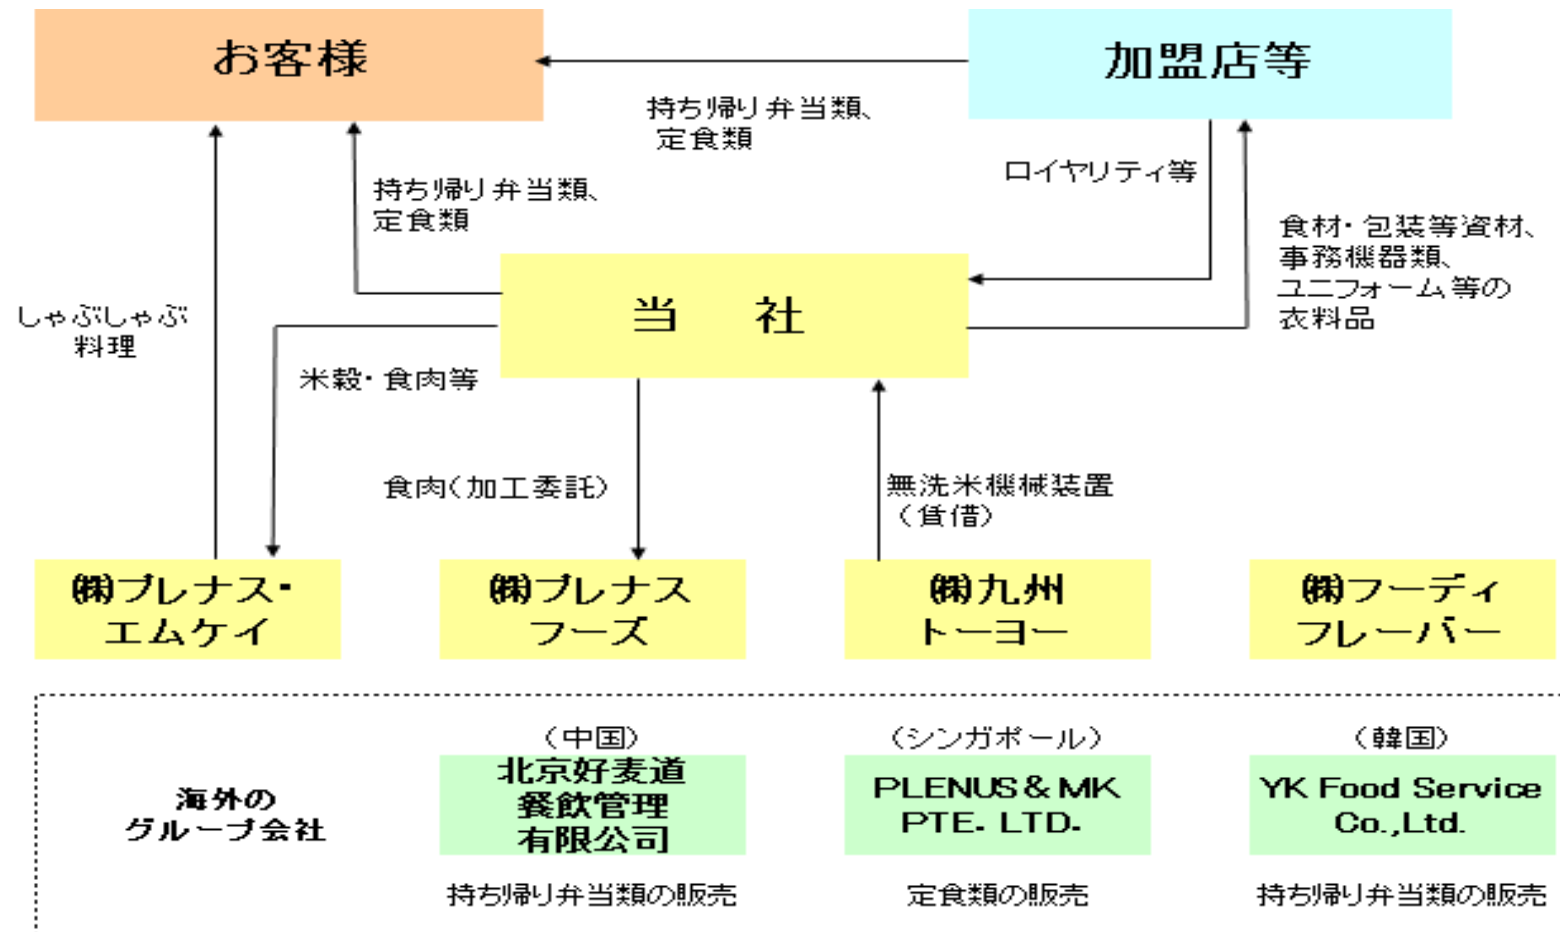 お客様
加盟店等
持ち帰り弁当類、
定食類
ロイヤリティ等
持ち帰り弁当類、
定食類
食材・包装等資材、
事務機器類、
ユニフォーム等の
衣料品
当　社
しゃぶしゃぶ
料理
米穀・食肉等
食肉(加工委託)
無洗米機械装置
(賃借)
㈱プレナス・
エムケイ
㈱プレナス
フーズ
㈱九州
トーヨー
㈱フーディ
フレーバー
海外の
グループ会社
(中国)
北京好麦道
餐飲管理
有限公司
持ち帰り弁当類の販売
(シンガポール)
PLENUS & MK
PTE. LTD.
定食類の販売
(韓国)
YK Food Service
Co.,Ltd.
持ち帰り弁当類の販売